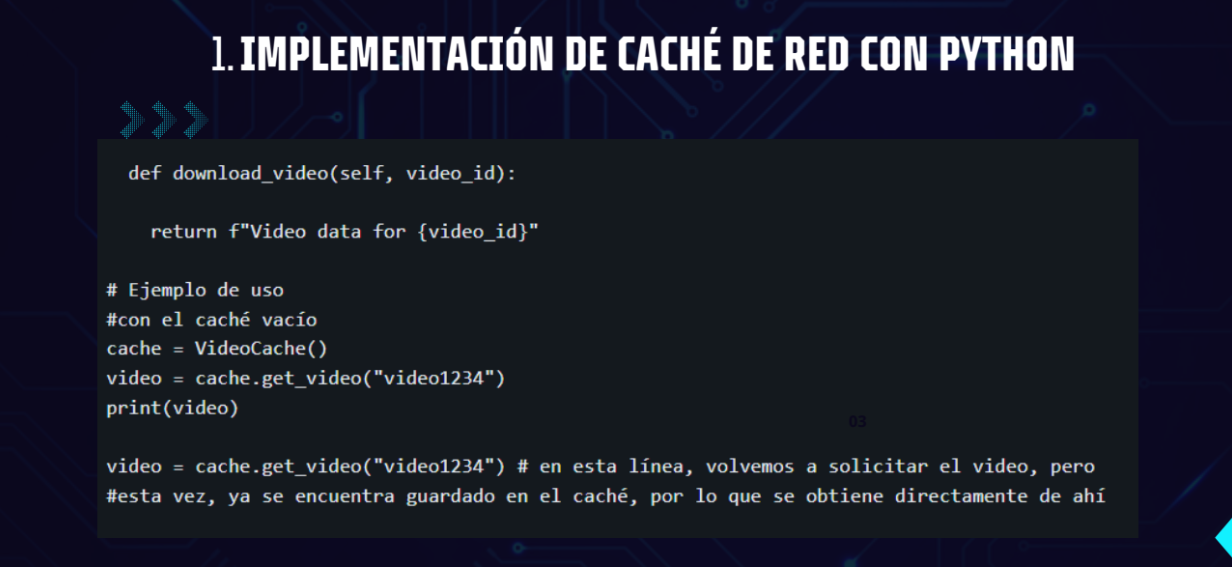 1. IMPLEMENTACIÓN DE CACHÉ DE RED CON PYTHON
def download_video(self, video_id):
return f"Video data for {video_id}"
# Ejemplo de uso
#con el caché vacío
cache = VideoCache()
video = cache.get_video("video1234")
print(video)
03
video = cache.get_video("video1234") # en esta línea, volvemos a solicitar el video, pero
#esta vez, ya se encuentra guardado en el caché, por lo que se obtiene directamente de ahí